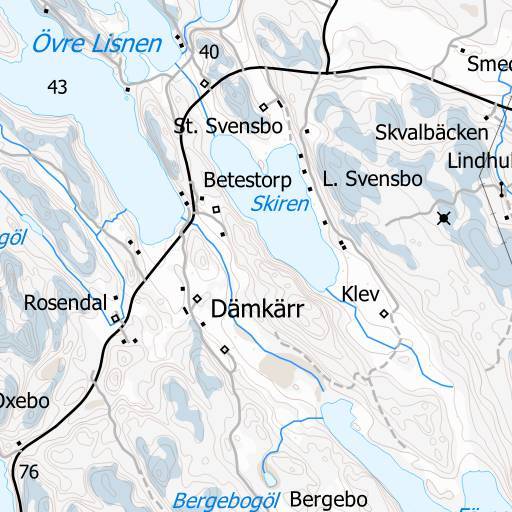 Övre Lisnen
40
Smed
43
St. Svensbo
Skvalbäcken
Lindhul
Betestorp
L. Svensbo
Skiren
göl
Klev
Rosendal
Dämkärr
Oxebo
76
Bergebogöl
Bergebo